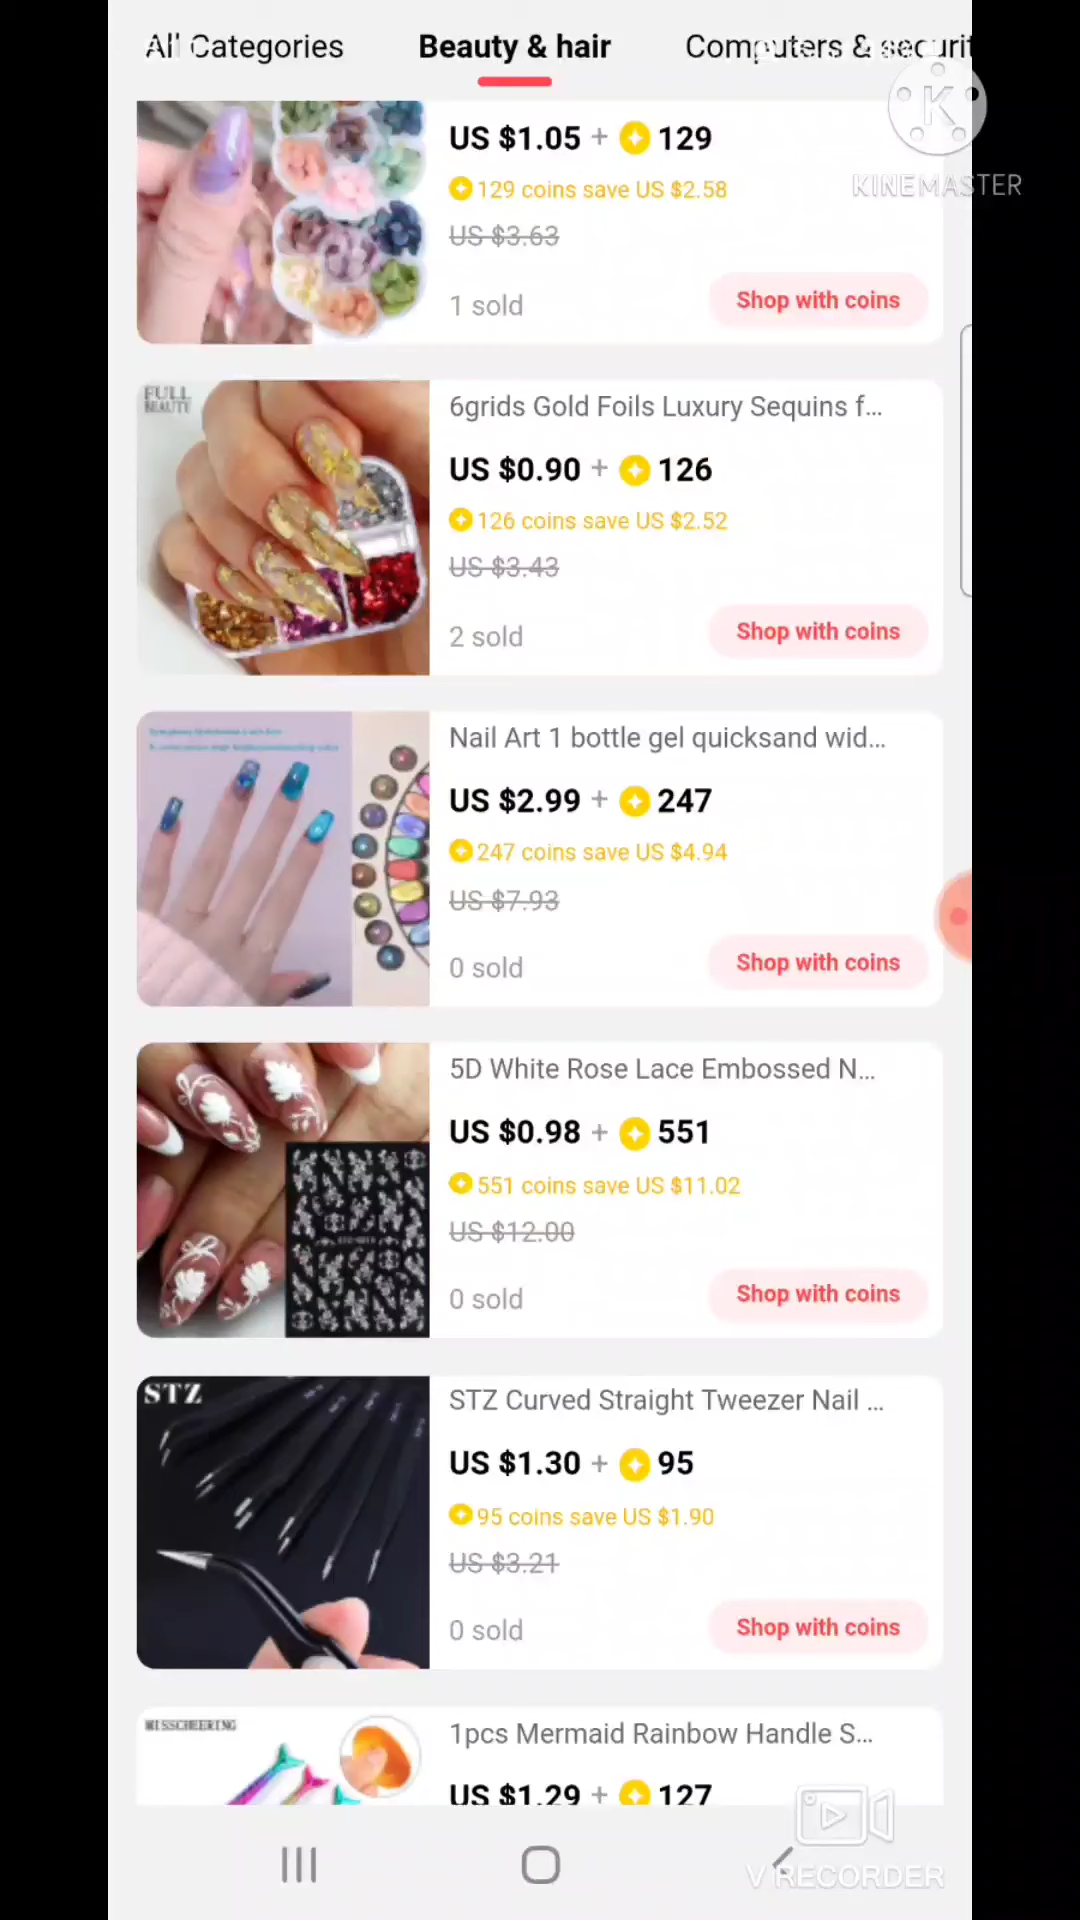 All Categories
Beauty & hair
Computers & securit
KINEMASTER
US $1.05 + 129
129 coins save US $2.58
US $3.63
1 sold
Shop with coins
FULL
BEAUTY
6grids Gold Foils Luxury Sequins f...
US $0.90 + 126
126 coins save US $2.52
US $3.43
2 sold
Shop with coins
Nail Art 1 bottle gel quicksand wid...
US $2.99 + 247
247 coins save US $4.94
US $7.93
0 sold
Shop with coins
5D White Rose Lace Embossed N...
US $0.98 + 551
551 coins save US $11.02
US $12.00
0 sold
Shop with coins
STZ
STZ Curved Straight Tweezer Nail ...
US $1.30 + 95
95 coins save US $1.90
US $3.21
0 sold
Shop with coins
MISSCHEERING
1pcs Mermaid Rainbow Handle S...
US $1.29 + 127
V RECORDER